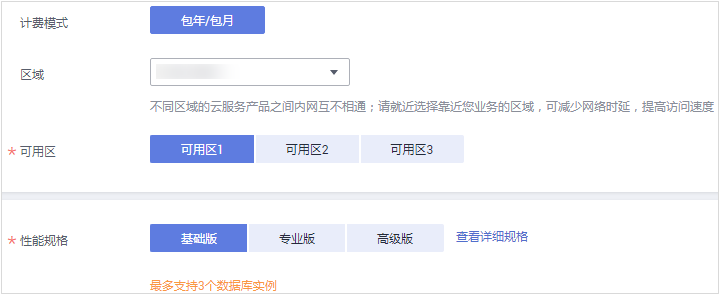 计费模式 包年/包月
区域
不同区域的云服务产品之间内网互不相通；请就近选择靠近您业务的区域，可减少网络时延，提高访问速度
* 可用区 可用区1 可用区2 可用区3
* 性能规格 基础版 专业版 高级版 查看详细规格
最多支持3个数据库实例